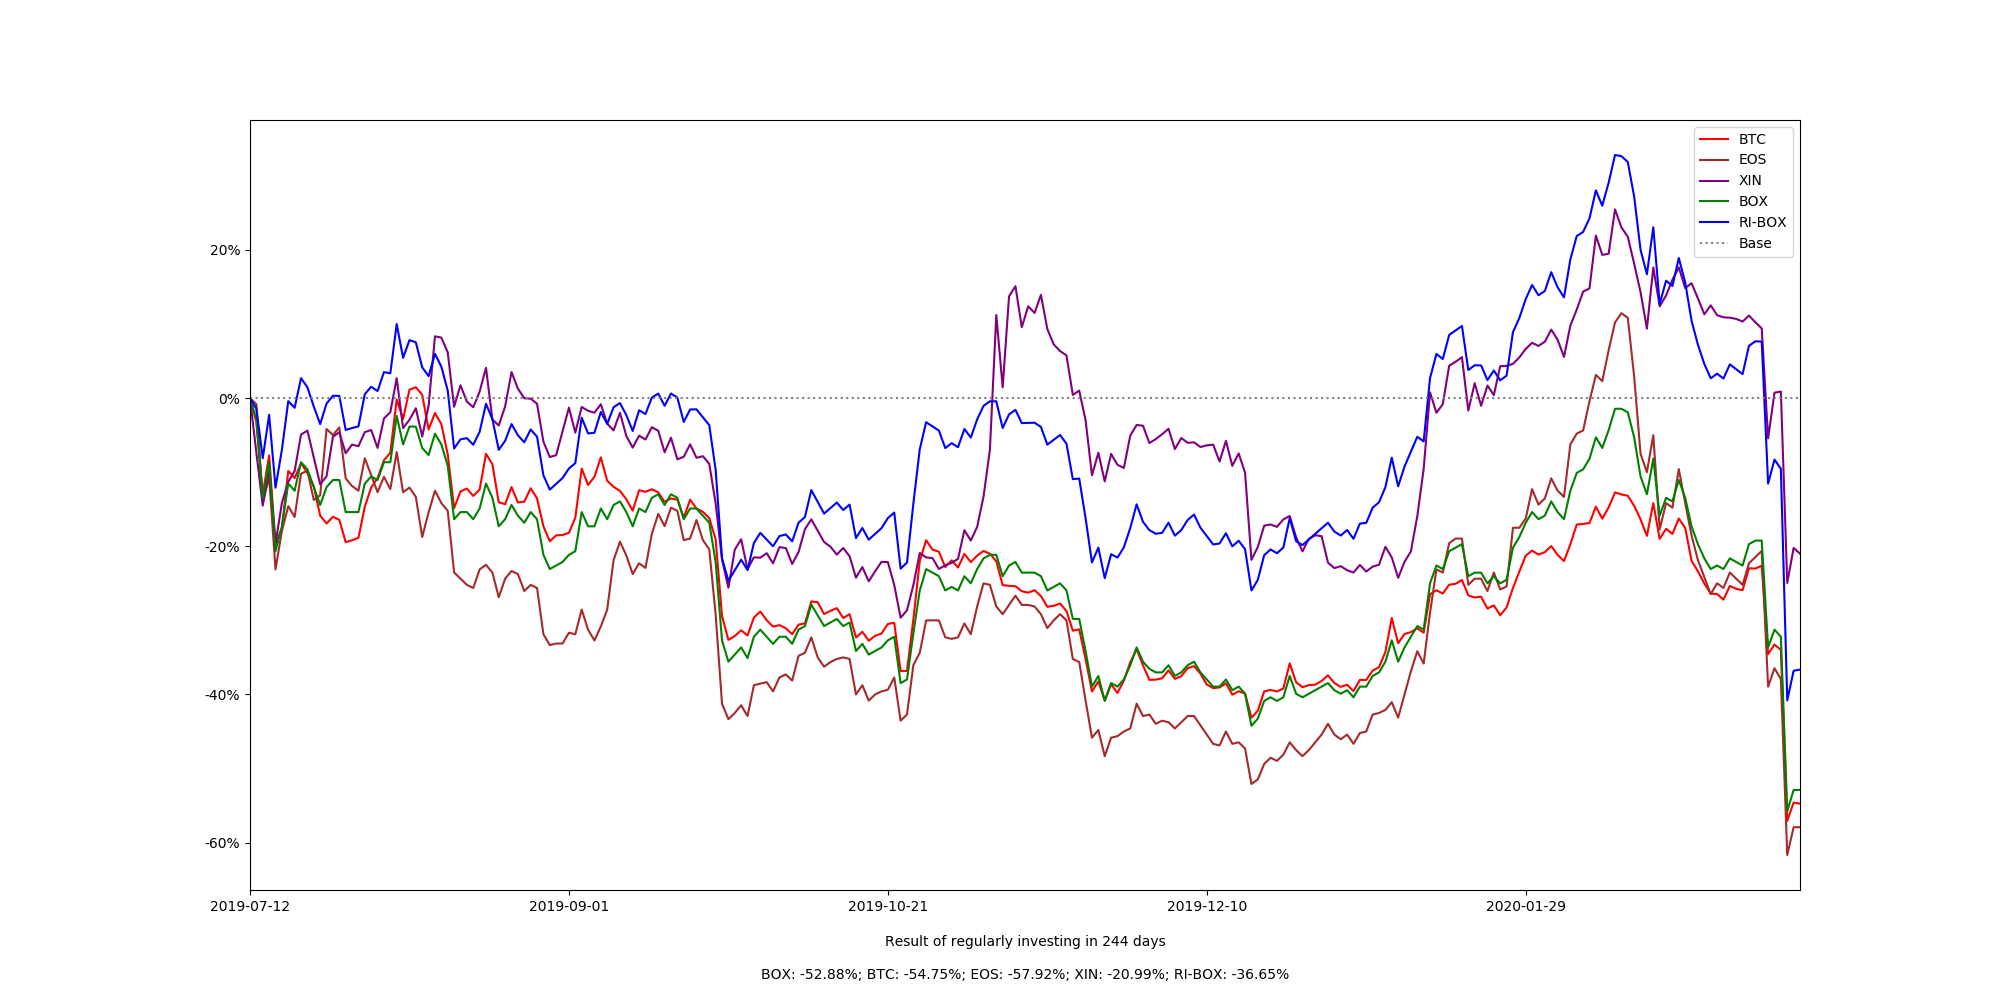 BTC
EOS
XIN
BOX
RI-BOX
Base
20%
0%
-20%
-40%
-60%
2019-07-12 2019-09-01 2019-10-21 2019-12-10 2020-01-29
Result of regularly investing in 244 days
BOX: -52.88%; BTC: -54.75%; EOS: -57.92%; XIN: -20.99%; RI-BOX: -36.65%